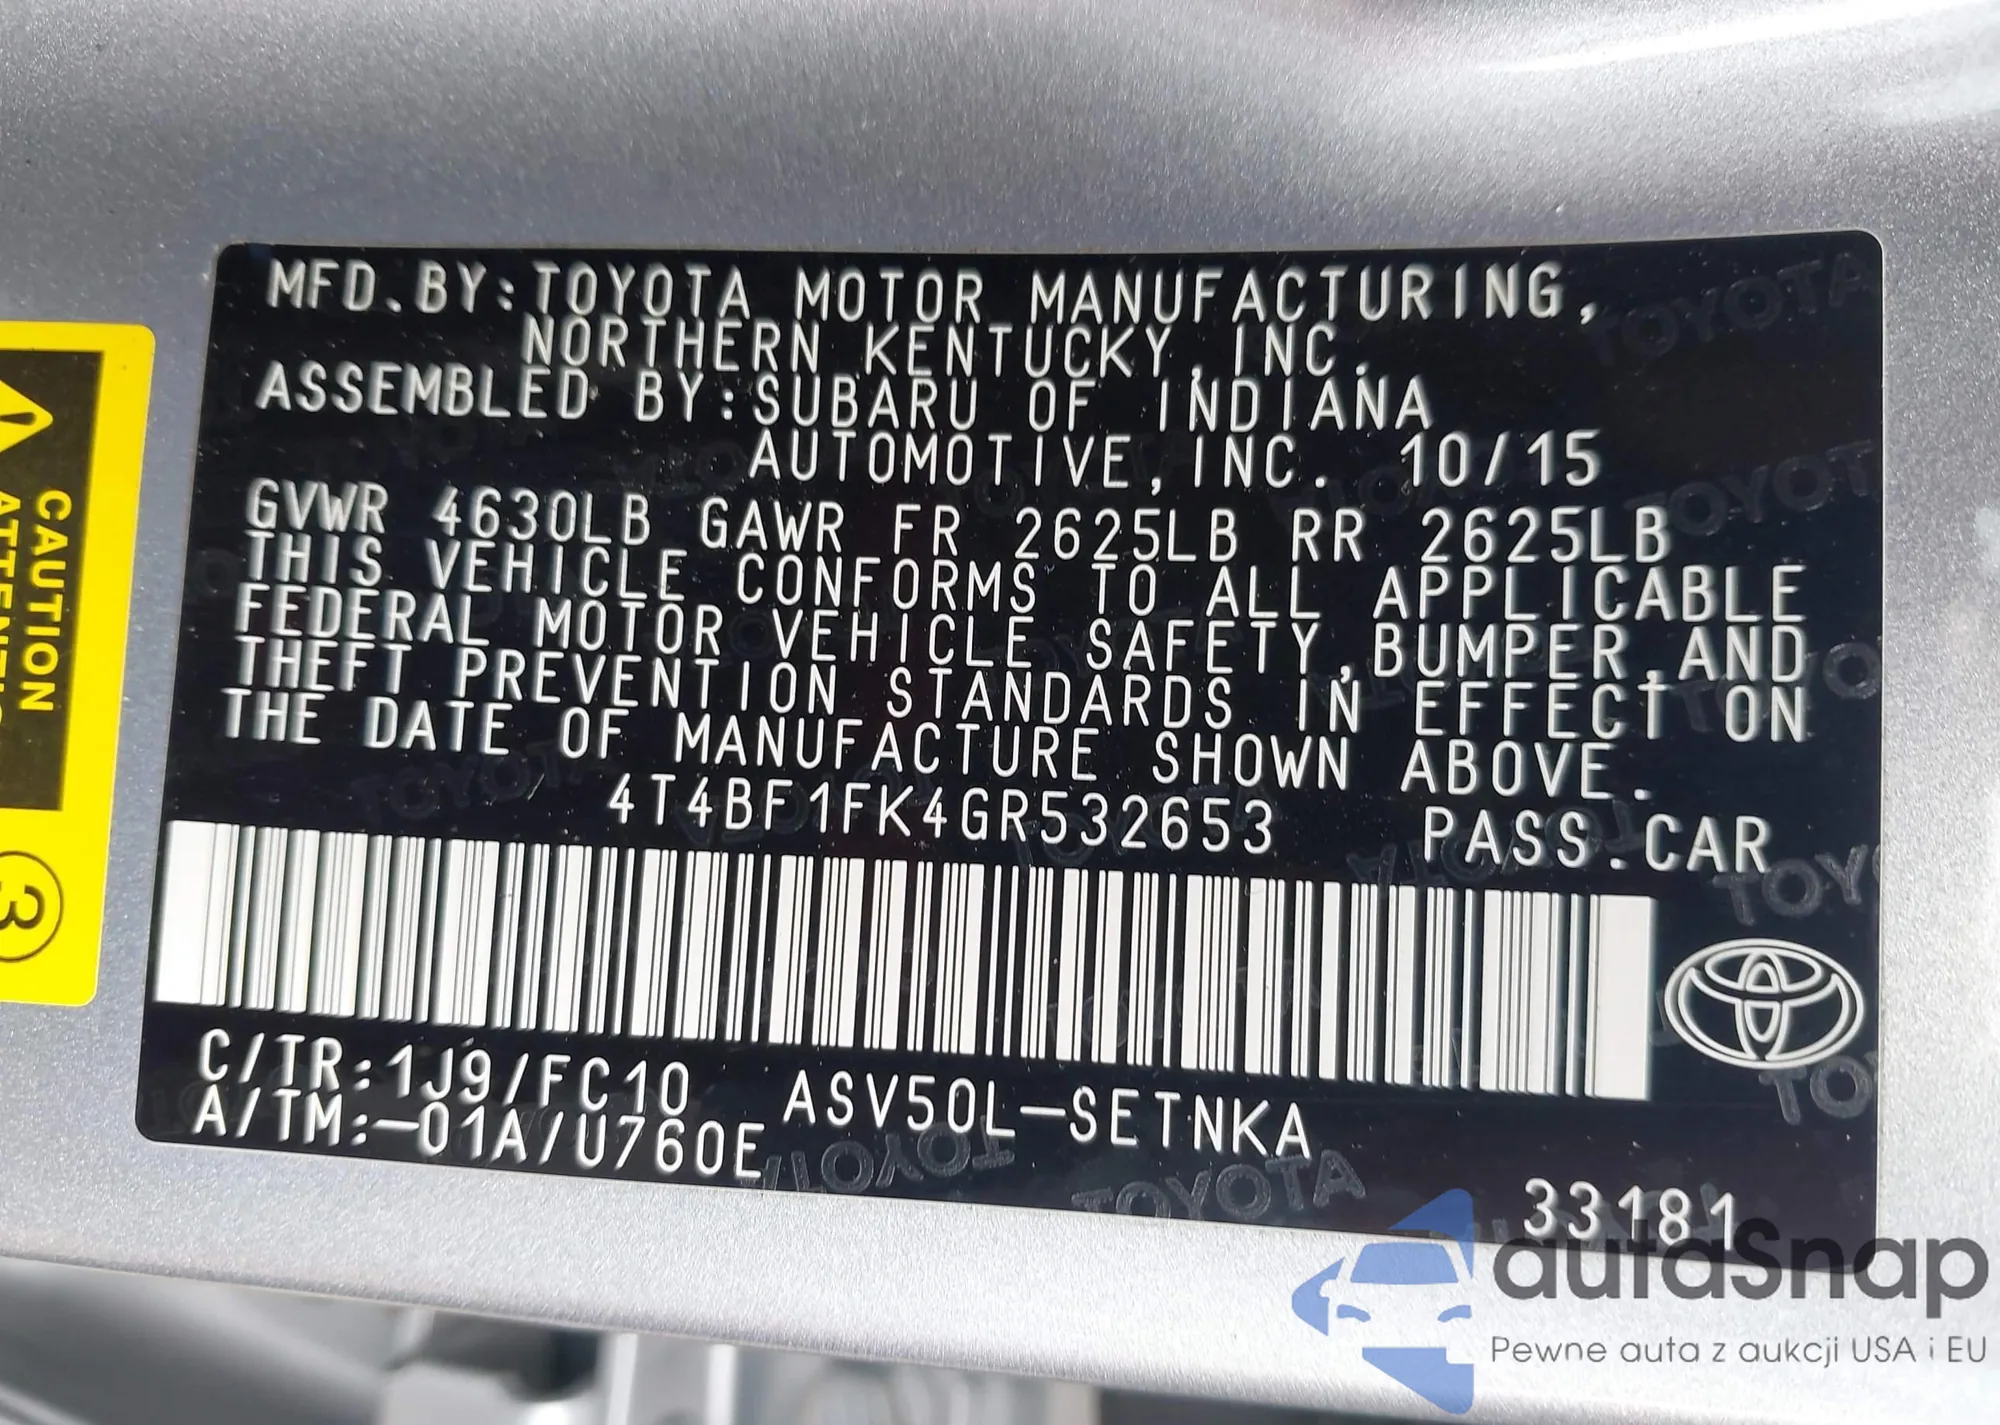 MFD.BY:TOYOTA MOTOR MANUFACTURING,
NORTHERN KENTUCKY,INC.
ASSEMBLED BY:SUBARU OF INDIANA
AUTOMOTIVE,INC. 10/15
GVWR 4630LB GAWR FR 2625LB RR 2625LB
THIS VEHICLE CONFORMS TO ALL APPLICABLE
FEDERAL MOTOR VEHICLE SAFETY,BUMPER,AND
THEFT PREVENTION STANDARDS IN EFFECT ON
THE DATE OF MANUFACTURE SHOWN ABOVE.
4T4BF1FK4GR532653 PASS.CAR
C/TR:1J9/FC10 ASV50L-SETNKA
A/TM:-01A/U760E
33181
CAUTION
3
autaSnap
Pewne auta z aukcji USA i EU